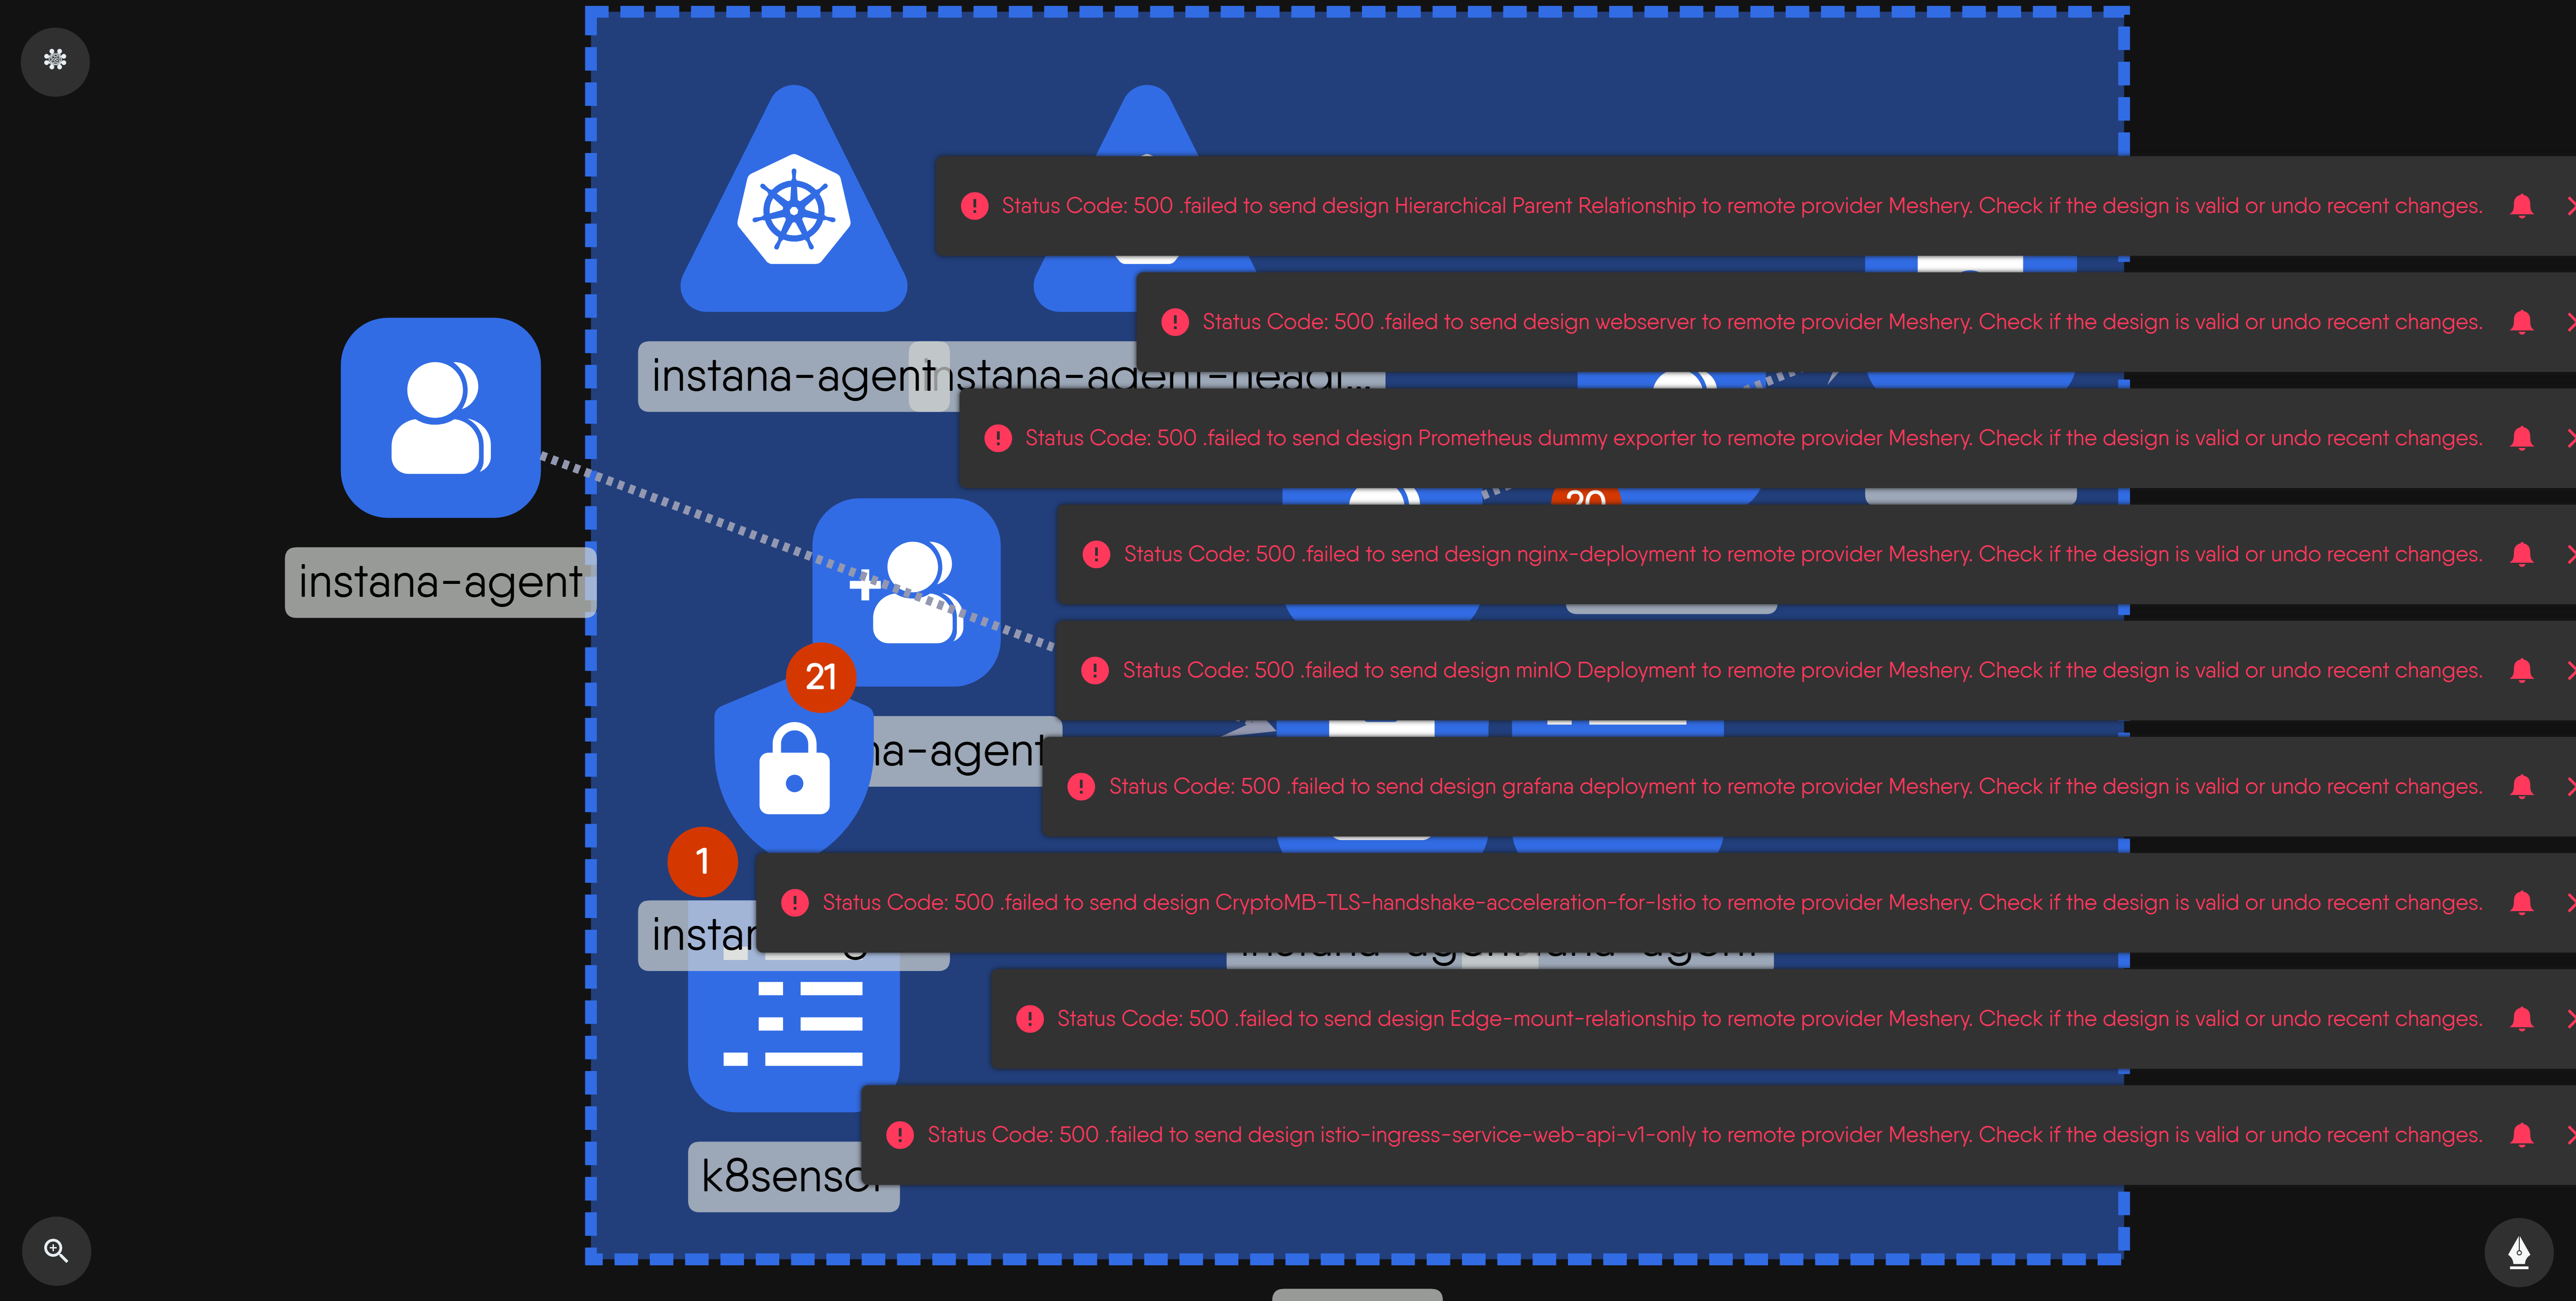 Status Code: 500 .failed to send design Hierarchical Parent Relationship to remote provider Meshery. Check if the design is valid or undo recent changes.
Status Code: 500 .failed to send design webserver to remote provider Meshery. Check if the design is valid or undo recent changes.
instana-agent
instana-agent-headl...
Status Code: 500 .failed to send design Prometheus dummy exporter to remote provider Meshery. Check if the design is valid or undo recent changes.
20
Status Code: 500 .failed to send design nginx-deployment to remote provider Meshery. Check if the design is valid or undo recent changes.
instana-agent
Status Code: 500 .failed to send design minIO Deployment to remote provider Meshery. Check if the design is valid or undo recent changes.
21
na-agent
Status Code: 500 .failed to send design grafana deployment to remote provider Meshery. Check if the design is valid or undo recent changes.
1
Status Code: 500 .failed to send design CryptoMB-TLS-handshake-acceleration-for-Istio to remote provider Meshery. Check if the design is valid or undo recent changes.
Status Code: 500 .failed to send design Edge-mount-relationship to remote provider Meshery. Check if the design is valid or undo recent changes.
Status Code: 500 .failed to send design istio-ingress-service-web-api-v1-only to remote provider Meshery. Check if the design is valid or undo recent changes.
k8sensor